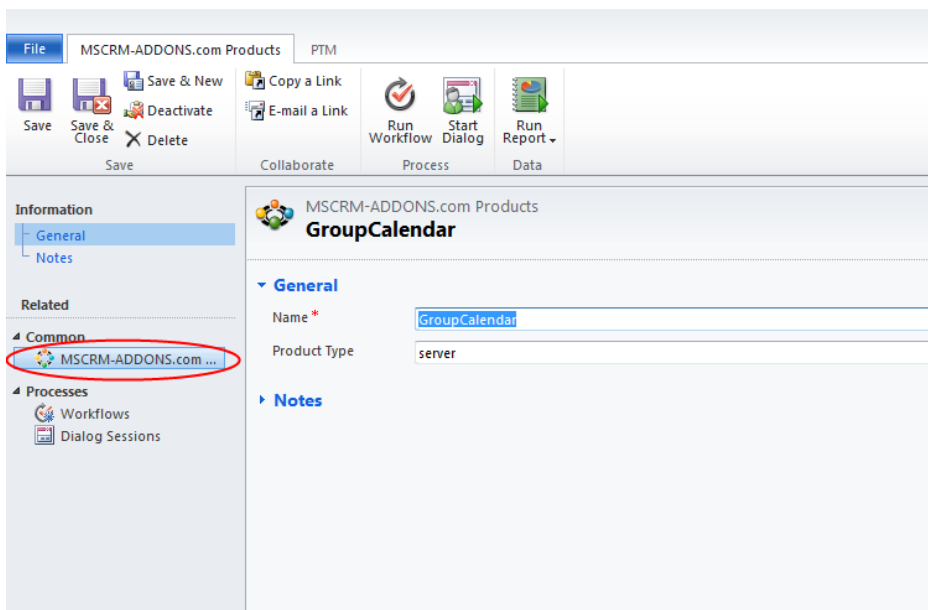 File
MSCRM-ADDONS.com Products
PTM
Save
Save & Close
Save & New
Deactivate
Delete
Save
Copy a Link
E-mail a Link
Collaborate
Run Workflow
Start Dialog
Process
Run Report
Data
Information
General
Notes
Related
Common
MSCRM-ADDONS.com ...
Processes
Workflows
Dialog Sessions
MSCRM-ADDONS.com Products
GroupCalendar
General
Name *
GroupCalendar
Product Type
server
Notes